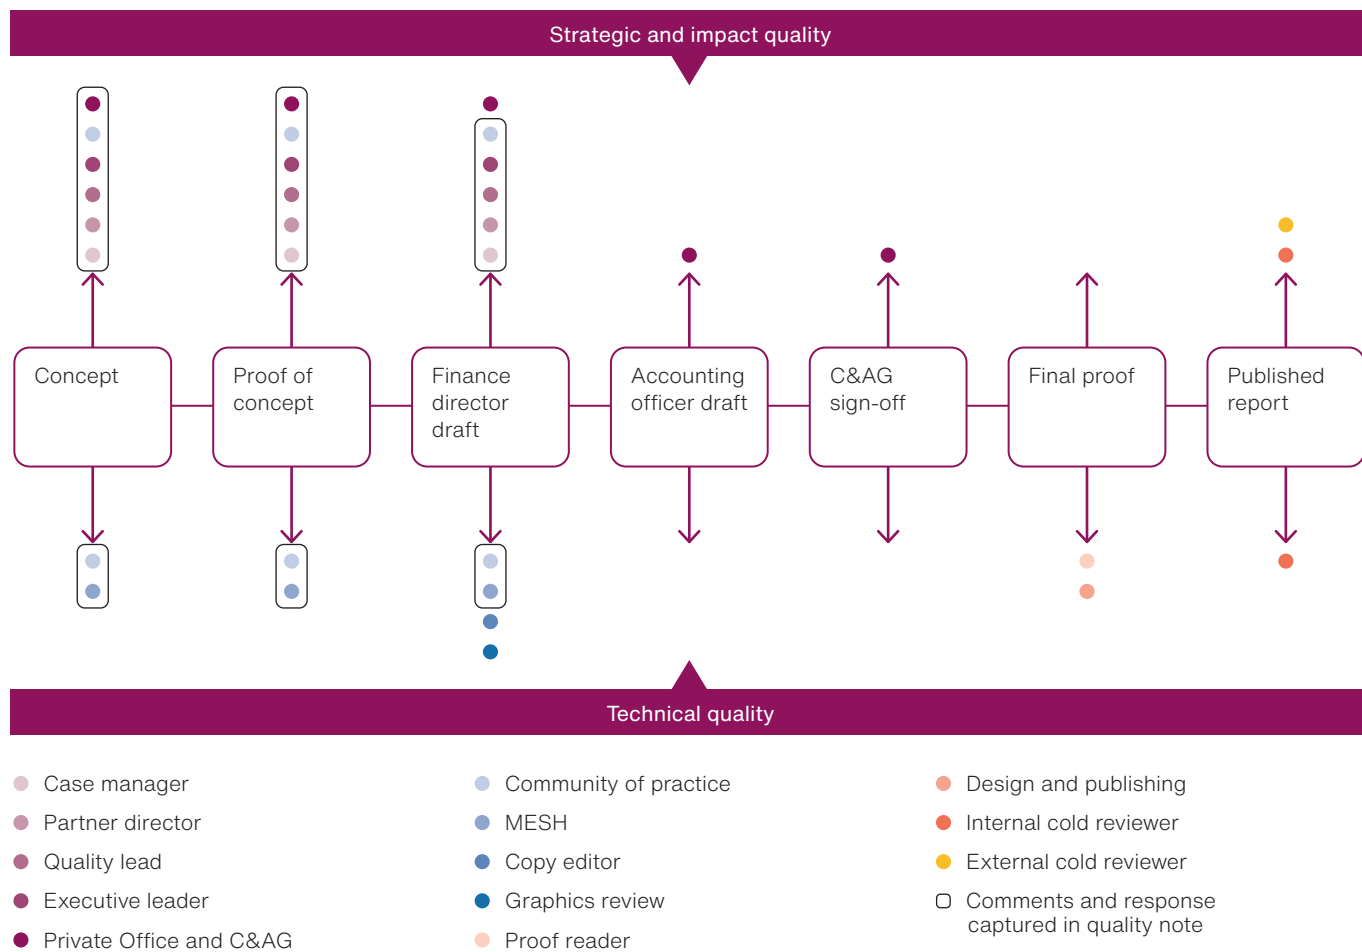 Strategic and impact quality
Concept
Proof of
concept
Finance
director
draft
Accounting
officer draft
C&AG
sign-off
Final proof
Published
report
Technical quality
Case manager
Partner director
Quality lead
Executive leader
Private Office and C&AG
Community of practice
MESH
Copy editor
Graphics review
Proof reader
Design and publishing
Internal cold reviewer
External cold reviewer
Comments and response
captured in quality note